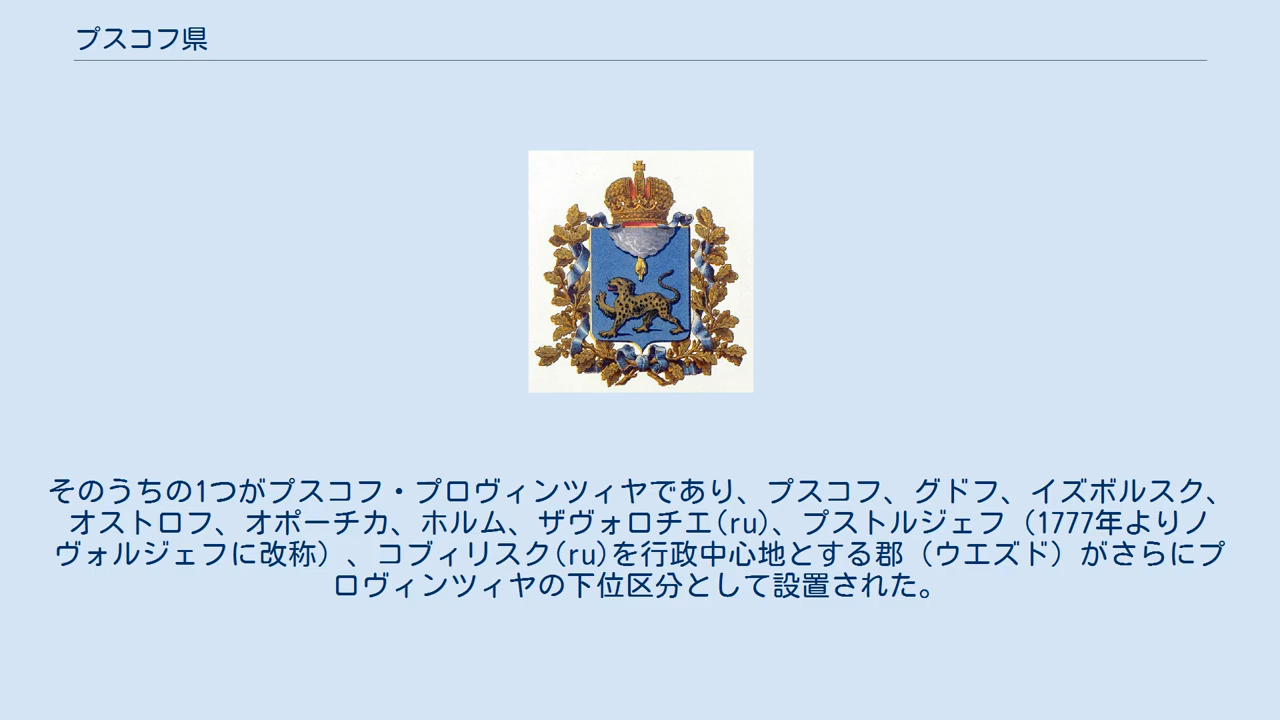 プスコフ県
そのうちの1つがプスコフ・プロヴィンツィヤであり、プスコフ、グドフ、イズボルスク、
オストロフ、オポーチカ、ホルム、ザヴォロチエ(ru)、プストルジェフ（1777年よりノ
ヴォルジェフに改称）、コブィリスク(ru)を行政中心地とする郡（ウエズド）がさらにプ
ロヴィンツィヤの下位区分として設置された。